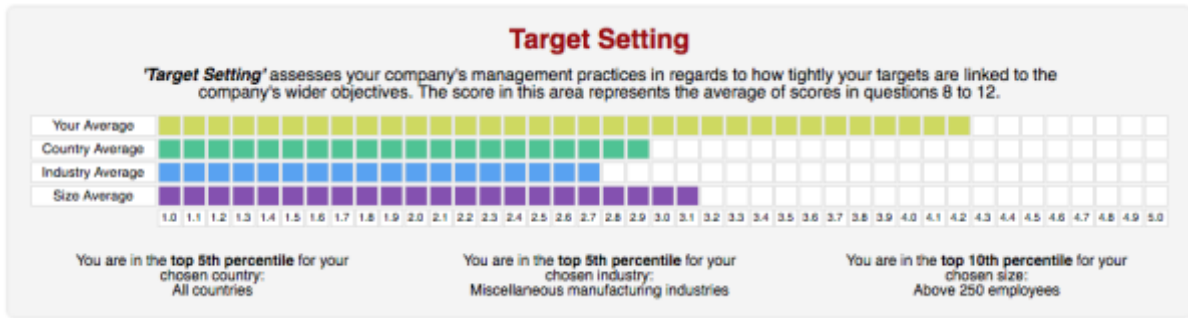 Target Setting
'Target Setting' assesses your company's management practices in regards to how tightly your targets are linked to the
company's wider objectives. The score in this area represents the average of scores in questions 8 to 12.
Your Average
Country Average
Industry Average
Size Average
1.0 1.1 1.2 1.3 1.4 1.5 1.6 1.7 1.8 1.9 2.0 2.1 2.2 2.3 2.4 2.5 2.6 2.7 2.8 2.9 3.0 3.1 3.2 3.3 3.4 3.5 3.6 3.7 3.8 3.9 4.0 4.1 4.2 4.3 4.4 4.5 4.6 4.7 4.8 4.9 5.0
You are in the top 5th percentile for your
chosen country:
All countries
You are in the top 5th percentile for your
chosen industry:
Miscellaneous manufacturing industries
You are in the top 10th percentile for your
chosen size:
Above 250 employees